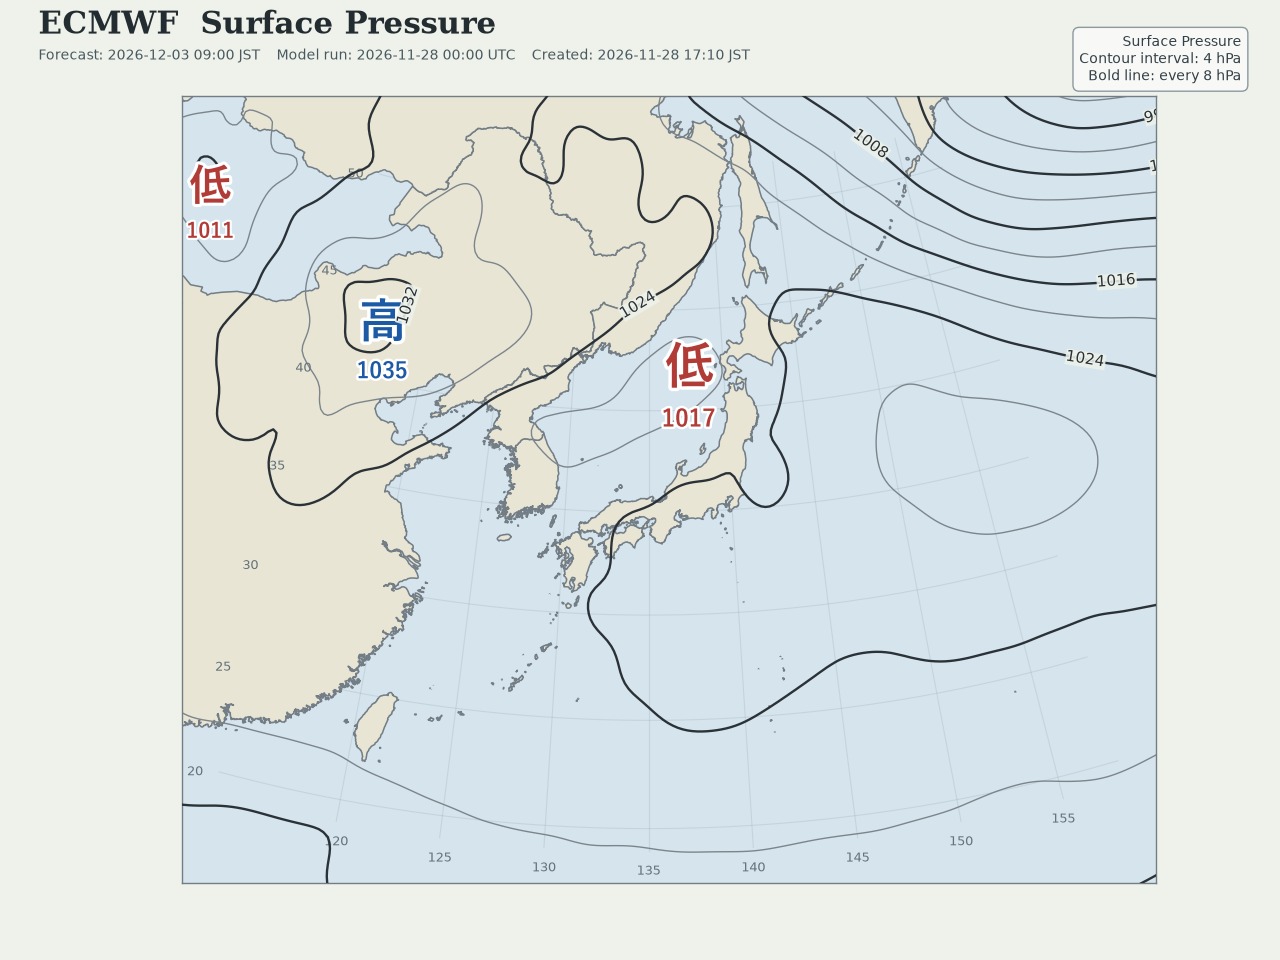 ECMWF  Surface Pressure
Forecast: 2026-12-03 09:00 JST    Model run: 2026-11-28 00:00 UTC    Created: 2026-11-28 17:10 JST
Surface Pressure
Contour interval: 4 hPa
Bold line: every 8 hPa
1008
50
低
1011
45
1032
高
1035
1024
1016
低
1017
1024
40
35
30
25
20
120
125
130
135
140
145
150
155